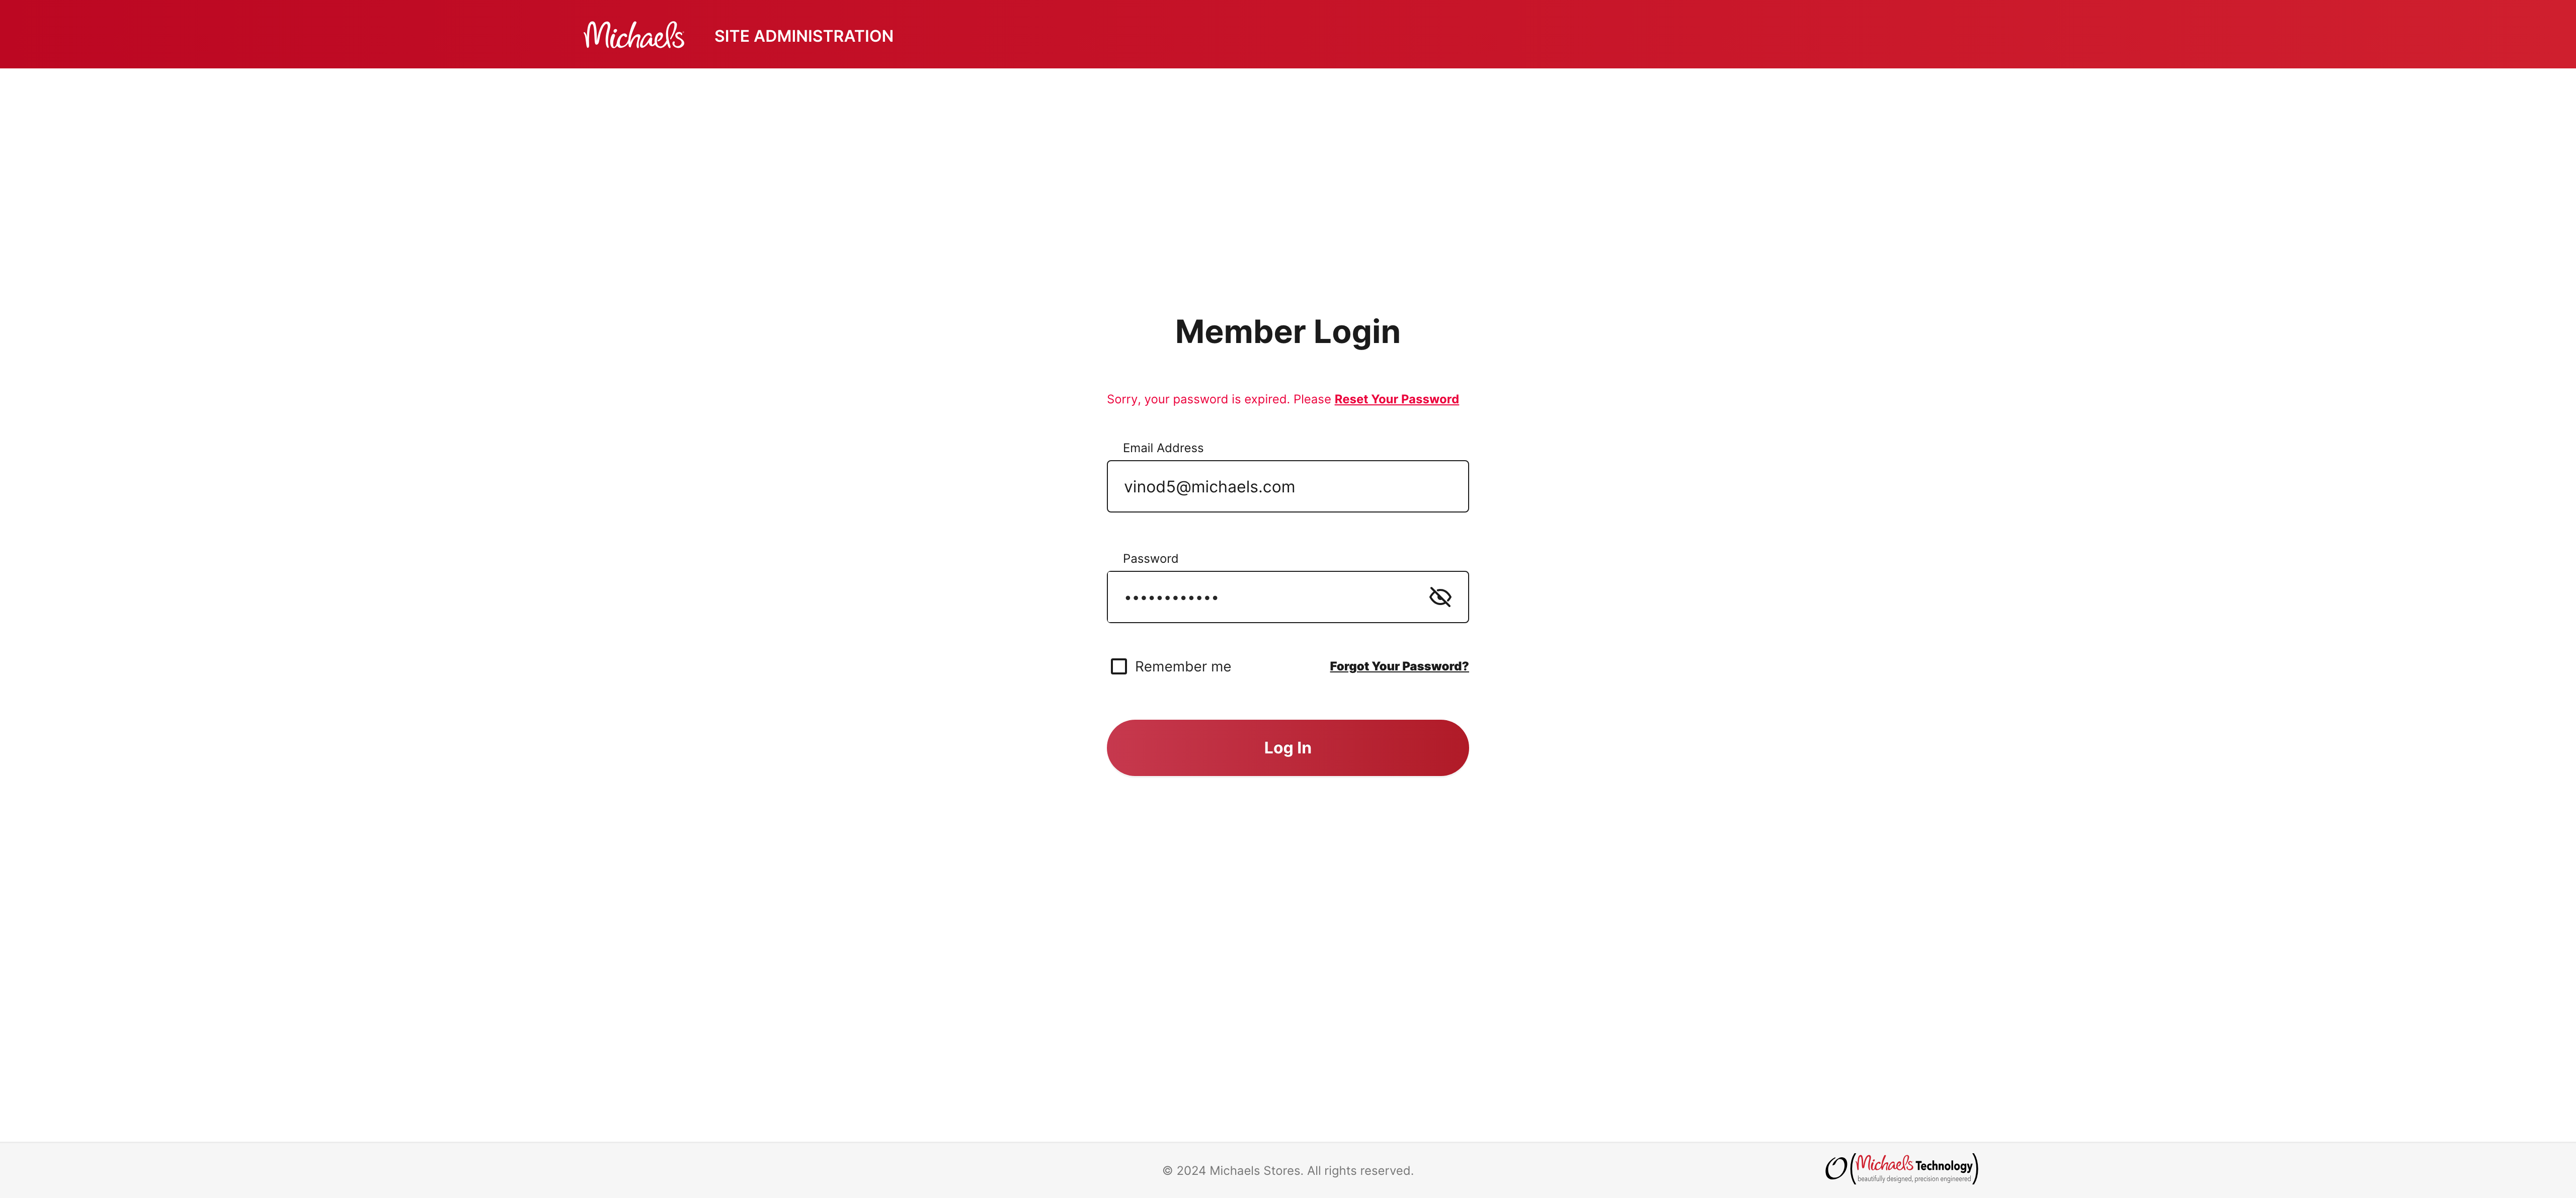 Michaels SITE ADMINISTRATION
Member Login
Sorry, your password is expired. Please Reset Your Password
Email Address
vinod5@michaels.com
Password
••••••••••••
Remember me Forgot Your Password?
Log In
© 2024 Michaels Stores. All rights reserved.
O(Michaels Technology)
beautifully designed, precision engineered